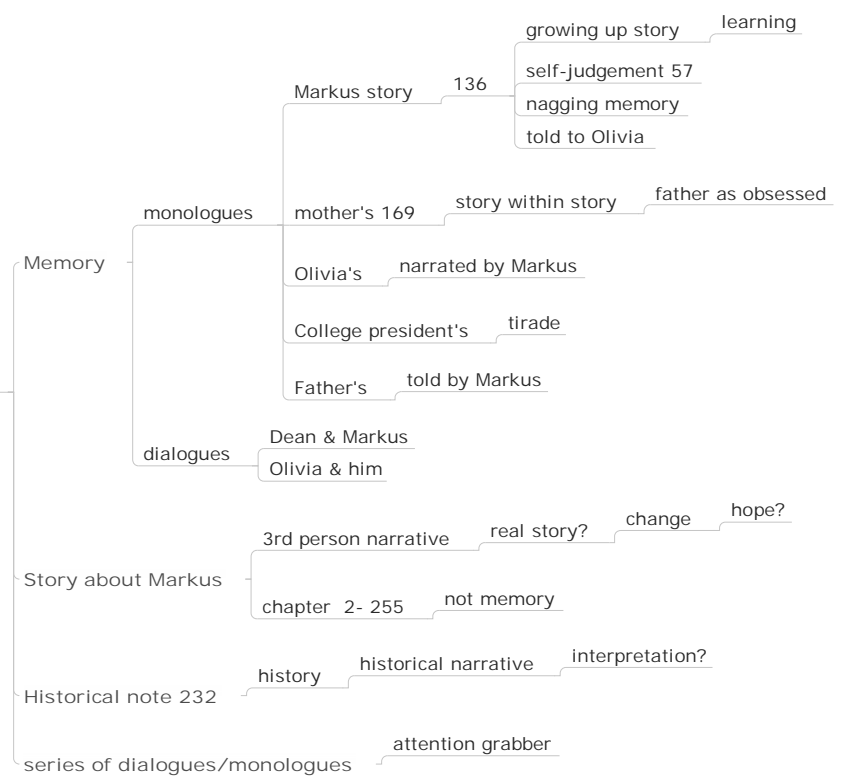 learning
growing up story
self-judgement 57
136
Markus story
nagging memory
told to Olivia
father as obsessed
story within story
monologues
mother's 169
Memory
Olivia's
narrated by Markus
College president's
tirade
Father's
told by Markus
Dean & Markus
dialogues
Olivia & him
hope?
change
real story?
3rd person narrative
Story about Markus
chapter  2- 255
not memory
interpretation?
historical narrative
history
Historical note 232
attention grabber
series of dialogues/monologues